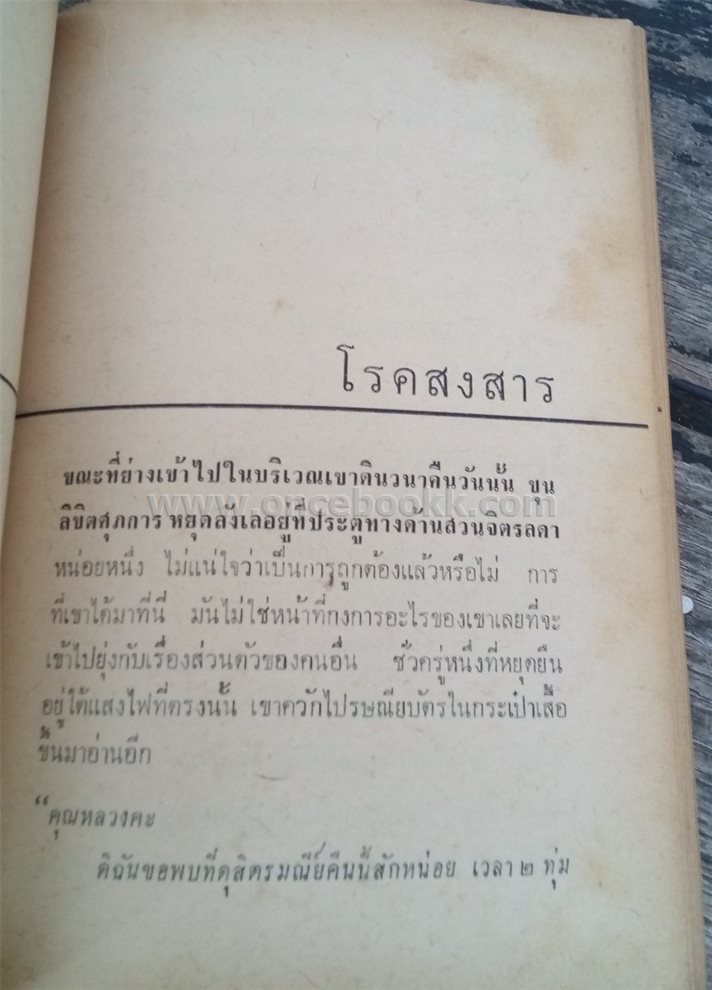 โรคสงสาร
ขณะที่ย่างเข้าไปในบริเวณเขาดินวนาคืนวันนั้น ขุน
ลิขิตศุภการ หยุดลังเลอยู่ที่ประตูทางด้านสวนจิตรลดา
www.oncebookk.com
หน่อยหนึ่ง ไม่แน่ใจว่าเป็นการถูกต้องแล้วหรือไม่ การ
ที่เขาได้มาที่นี่ มันไม่ใช่หน้าที่กงการอะไรของเขาเลยที่จะ
เข้าไปยุ่งกับเรื่องส่วนตัวของคนอื่น ชั่วครู่หนึ่งที่หยุดยืน
อยู่ใต้แสงไฟที่ตรงนั้น เขาควักไปรษณียบัตรในกระเป๋าเสื้อ
ขึ้นมาอ่านอีก
“คุณหลวงคะ
ดิฉันขอพบที่ดุสิตรมณีย์คืนนี้สักหน่อย เวลา ๒ ทุ่ม